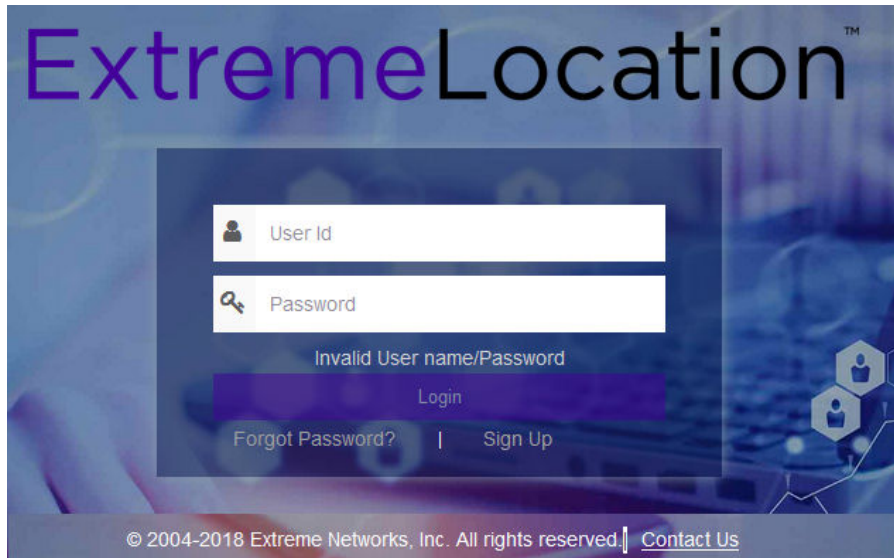 ExtremeLocation™
User Id
Password
Invalid User name/Password
Login
Forgot Password? | Sign Up
© 2004-2018 Extreme Networks, Inc. All rights reserved.| Contact Us